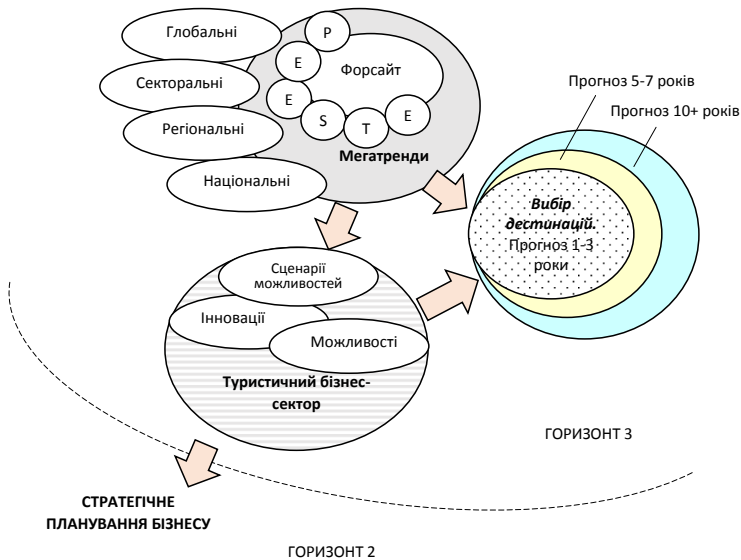 Глобальні
Секторальні
Регіональні
Національні
P
E
E
S
T
E
Форсайт
Мегатренди
Прогноз 5-7 років
Прогноз 10+ років
Вибір
дестинацій.
Прогноз 1-3
роки
Сценарії
можливостей
Інновації
Можливості
Туристичний бізнес-
сектор
ГОРИЗОНТ 3
СТРАТЕГІЧНЕ
ПЛАНУВАННЯ БІЗНЕСУ
ГОРИЗОНТ 2